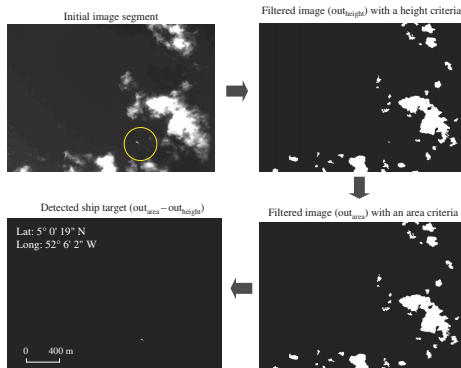 Initial image segment
Filtered image (out_height) with a height criteria
Detected ship target (out_area – out_height)
Filtered image (out_area) with an area criteria
Lat: 5° 0' 19" N
Long: 52° 6' 2" W
0 400 m